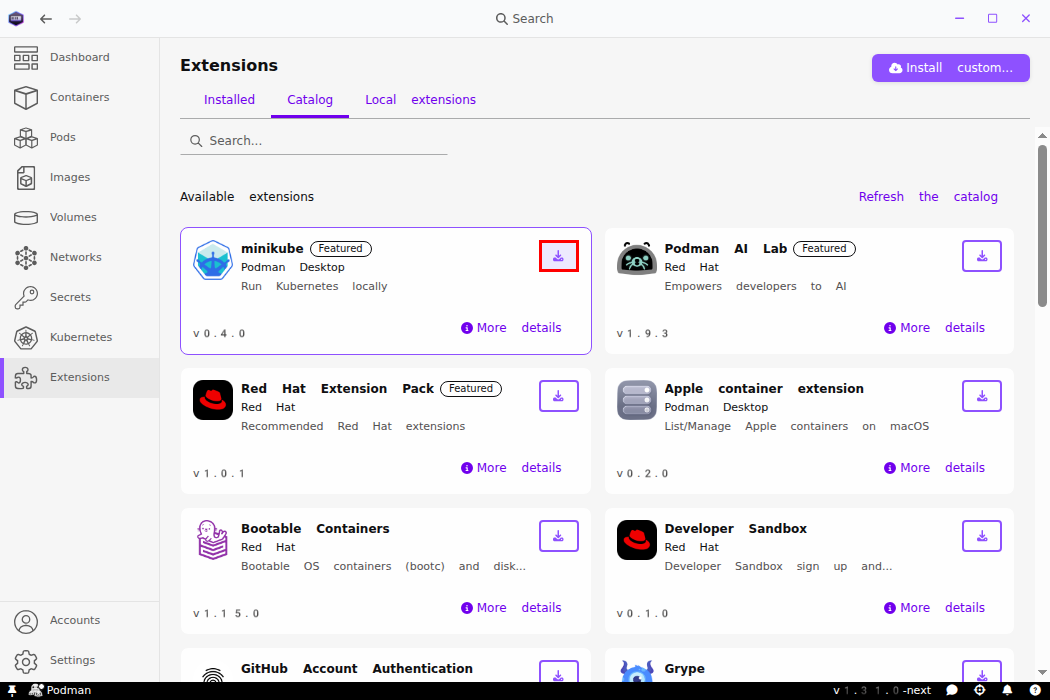 Search
Dashboard
Containers
Pods
Images
Volumes
Networks
Secrets
Kubernetes
Extensions
Accounts
Settings
Extensions
Install custom...
Installed Catalog Local extensions
Search...
Available extensions
Refresh the catalog
minikube Featured
Podman Desktop
Run Kubernetes locally
v0.4.0
More details
Podman AI Lab Featured
Red Hat
Empowers developers to AI
v1.9.3
More details
Red Hat Extension Pack Featured
Red Hat
Recommended Red Hat extensions
v1.0.1
More details
Apple container extension
Podman Desktop
List/Manage Apple containers on macOS
v0.2.0
More details
Bootable Containers
Red Hat
Bootable OS containers (bootc) and disk...
v1.15.0
More details
Developer Sandbox
Red Hat
Developer Sandbox sign up and...
v0.1.0
More details
GitHub Account Authentication
Grype
Podman
v1.31.0-next